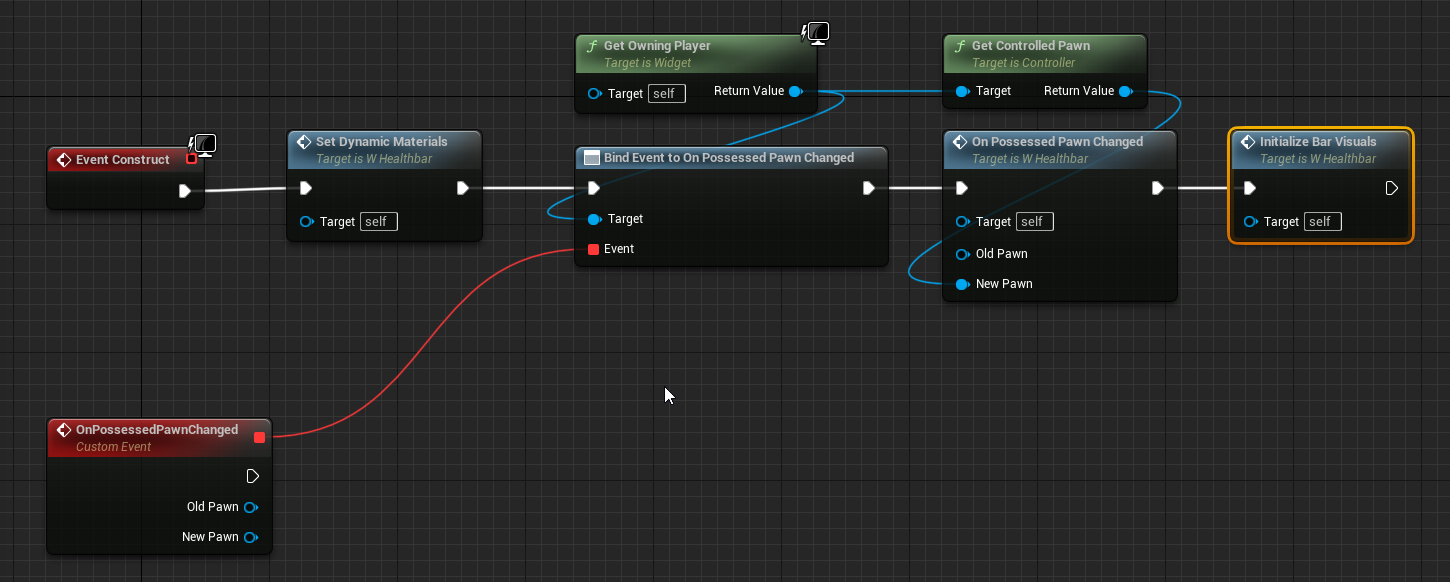 Get Owning Player
Target is Widget
Target self Return Value
Get Controlled Pawn
Target is Controller
Target Return Value
Event Construct
Set Dynamic Materials
Target is W Healthbar
Target self
Bind Event to On Possessed Pawn Changed
Target
Event
On Possessed Pawn Changed
Target is W Healthbar
Target self
Old Pawn
New Pawn
Initialize Bar Visuals
Target is W Healthbar
Target self
OnPossessedPawnChanged
Custom Event
Old Pawn
New Pawn